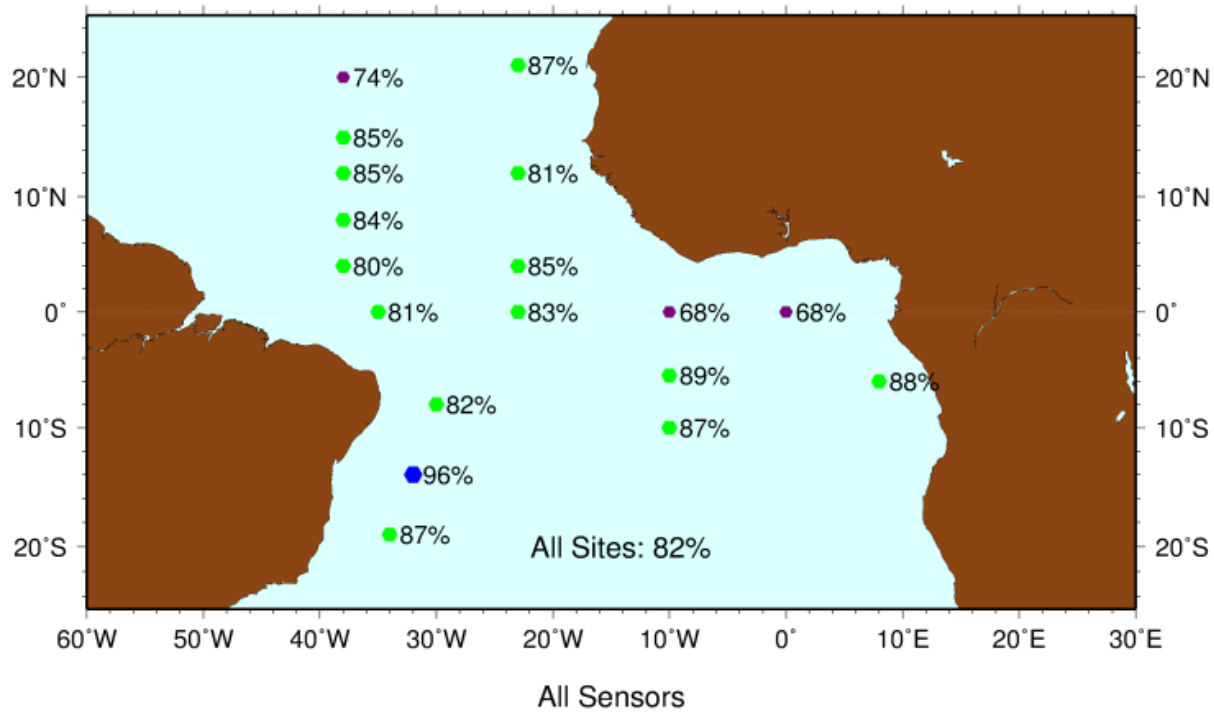 20°N 74% 87% 20°N
85%
85% 81%
10°N 10°N
84%
80% 85%
0° 81% 83% 68% 68% 0°
89% 88%
82%
10°S 87% 10°S
96%
87%
20°S All Sites: 82% 20°S
60°W 50°W 40°W 30°W 20°W 10°W 0° 10°E 20°E 30°E
All Sensors